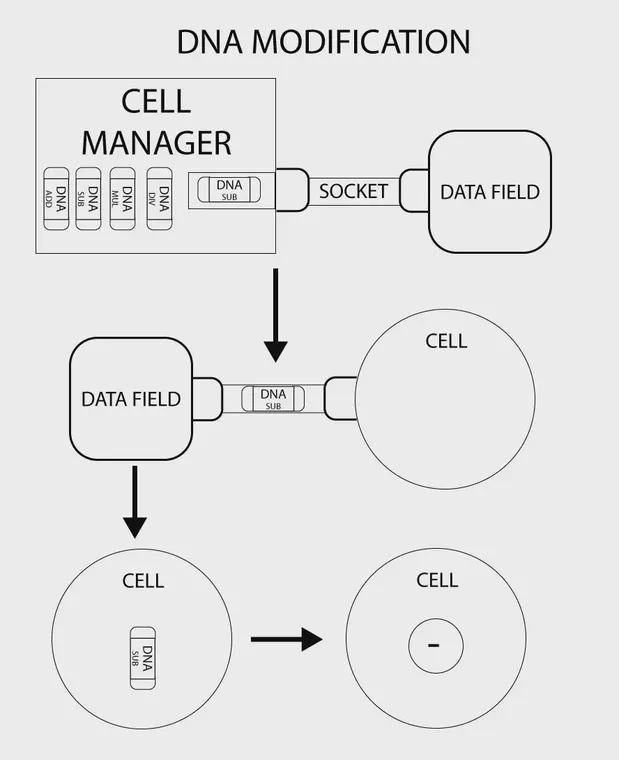 DNA MODIFICATION
CELL
MANAGER
DNA
ADD
DNA
SUB
DNA
MUL
DNA
DIV
DNA
SUB
SOCKET
DATA FIELD
DATA FIELD
DNA
SUB
CELL
CELL
DNA
SUB
CELL
-